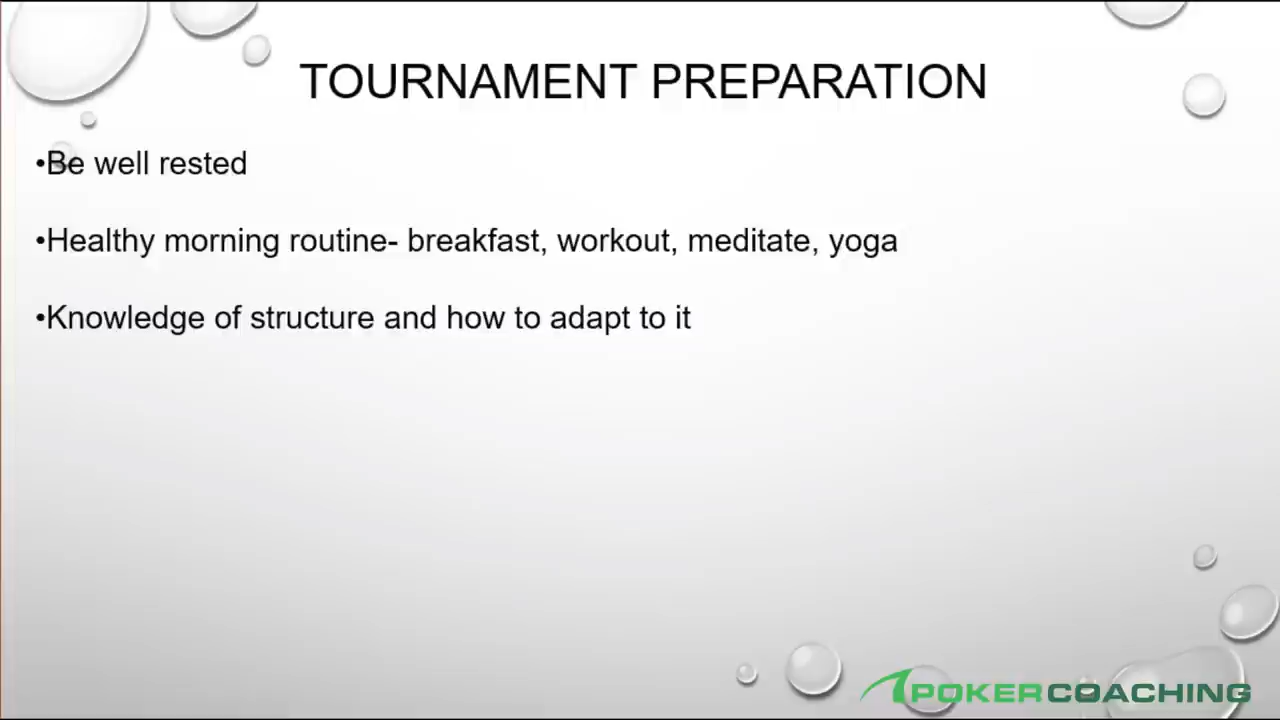 TOURNAMENT PREPARATION
•Be well rested
•Healthy morning routine- breakfast, workout, meditate, yoga
•Knowledge of structure and how to adapt to it
POKERCOACHING